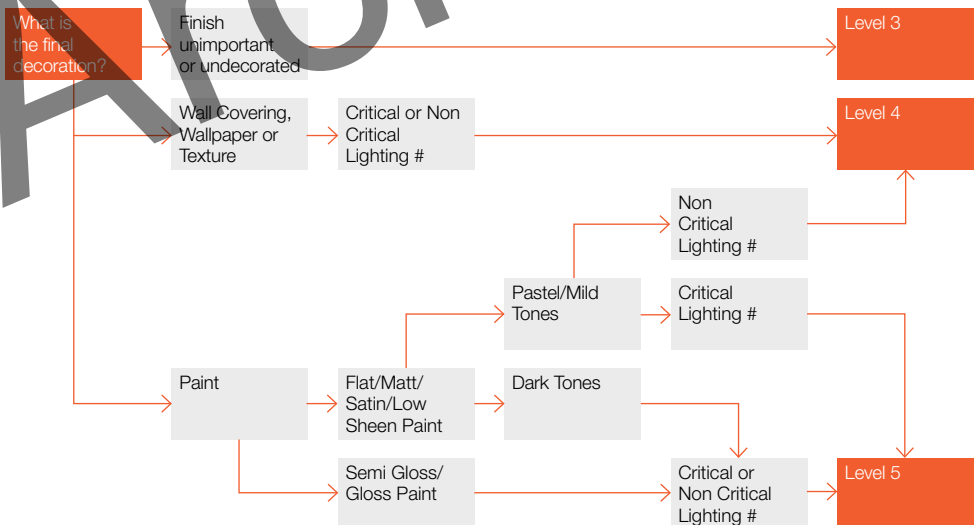 What is
the final
decoration?
Finish
unimportant
or undecorated
Level 3
Wall Covering,
Wallpaper or
Texture
Critical or Non
Critical
Lighting #
Level 4
Non
Critical
Lighting #
Pastel/Mild
Tones
Critical
Lighting #
Paint
Flat/Matt/
Satin/Low
Sheen Paint
Dark Tones
Semi Gloss/
Gloss Paint
Critical or
Non Critical
Lighting #
Level 5